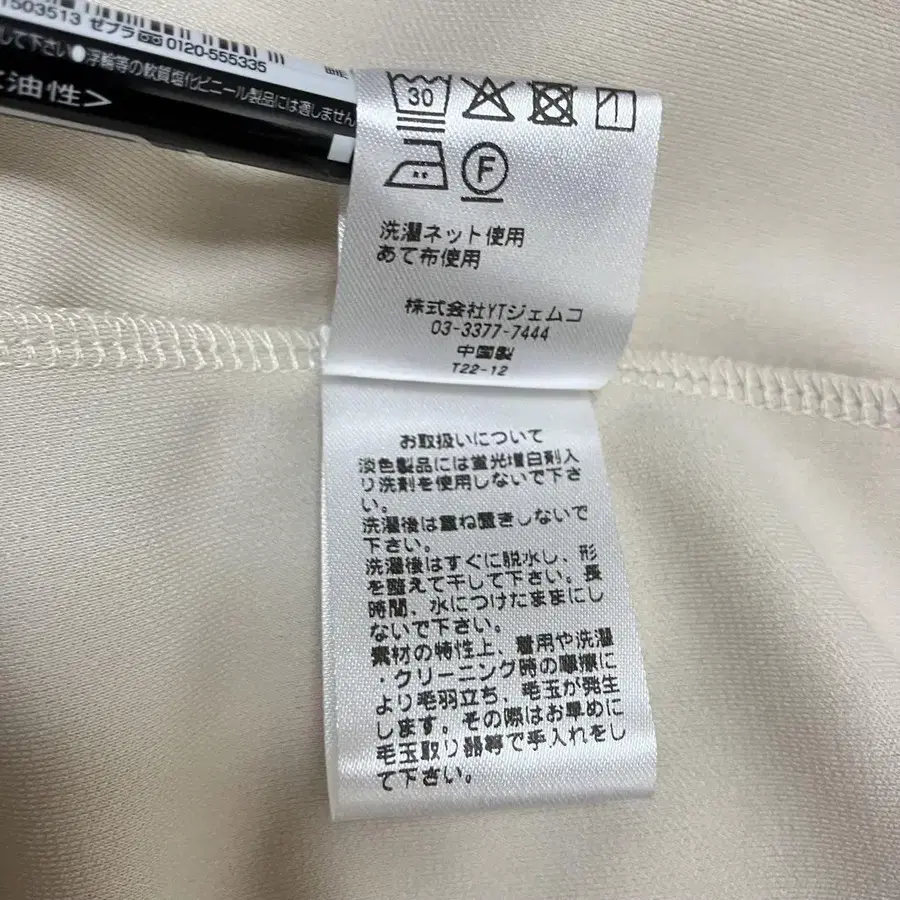 1503513 ゼブラ 0120-555335
して下さい●浮輪等の軟質塩化ビニール製品には適しません
油性>
30
F
洗濯ネット使用
あて布使用
株式会社YTジェムコ
03-3377-7444
中国製
T22-12
お取扱いについて
淡色製品には蛍光増白剤入
り洗剤を使用しないで下さ
い。
洗濯後は重ね置きしないで
下さい。
洗濯後はすぐに脱水し、形
を整えて干して下さい。長
時間、水につけたままにし
ないで下さい。
素材の特性上、着用や洗濯
・クリーニング時の摩擦に
より毛羽立ち、毛玉が発生
します。その際はお早めに
毛玉取り器等で手入れをし
て下さい。